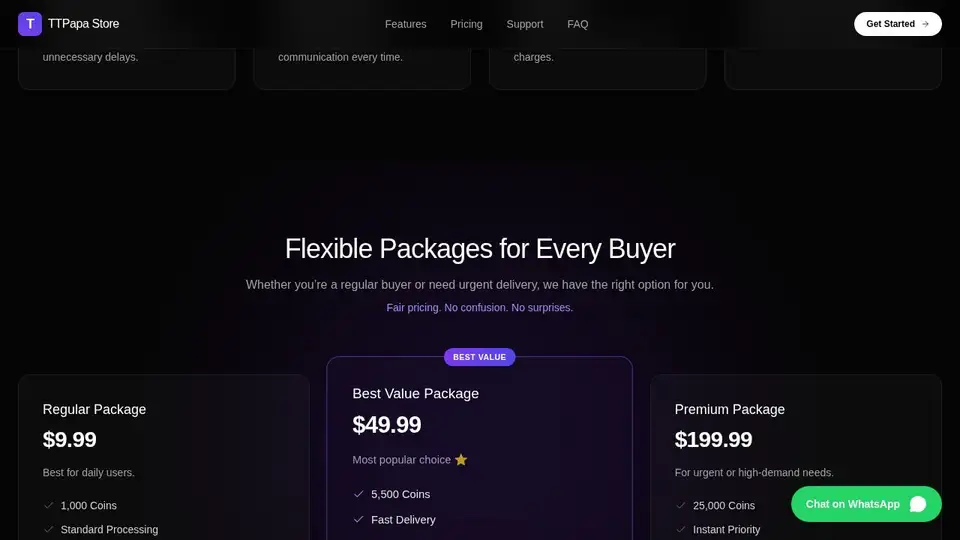 T TTPapa Store
Features Pricing Support FAQ
Get Started
unnecessary delays.
communication every time.
charges.
Flexible Packages for Every Buyer
Whether you’re a regular buyer or need urgent delivery, we have the right option for you.
Fair pricing. No confusion. No surprises.
BEST VALUE
Regular Package
$9.99
Best for daily users.
1,000 Coins
Standard Processing
Best Value Package
$49.99
Most popular choice ⭐
5,500 Coins
Fast Delivery
Premium Package
$199.99
For urgent or high-demand needs.
25,000 Coins
Instant Priority
Chat on WhatsApp